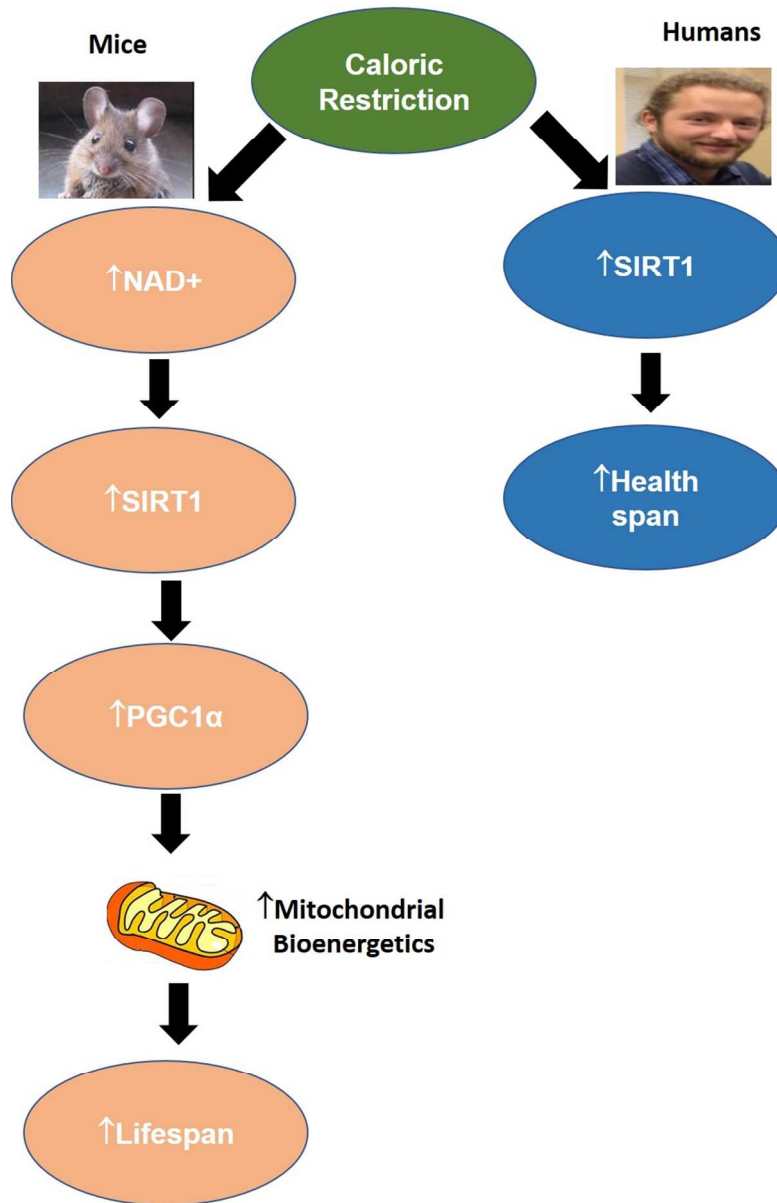 Mice
Humans
Caloric
Restriction
↑NAD+
↑SIRT1
↑SIRT1
↑Health
span
↑PGC1α
↑Mitochondrial
Bioenergetics
↑Lifespan